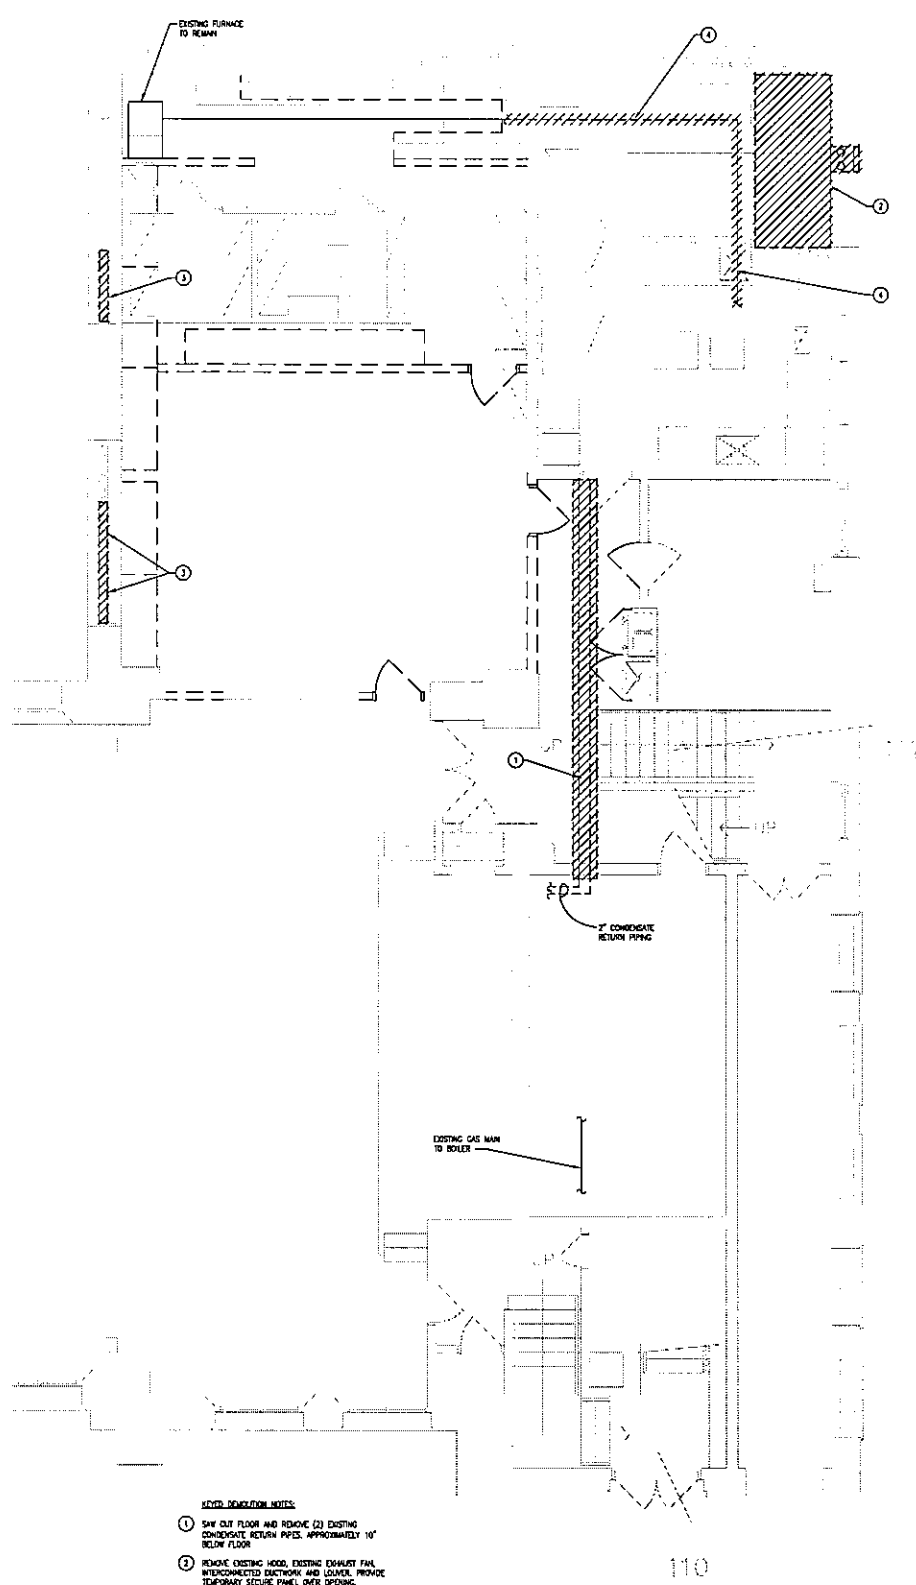 EXISTING FURNACE
TO REMAIN
4
2
3
4
3
1
UP
2" CONDENSATE
RETURN PIPING
EXISTING GAS MAIN
TO BOILER
UP
KEYED DEMOLITION NOTES:
1 SAW CUT FLOOR AND REMOVE (2) EXISTING
CONDENSATE RETURN PIPES. APPROXIMATELY 10"
BELOW FLOOR
2 REMOVE EXISTING HOOD, EXISTING EXHAUST FAN,
INTERCONNECTED DUCTWORK AND LOUVER. PROVIDE
TEMPORARY SECURE PANEL OVER OPENING.
110